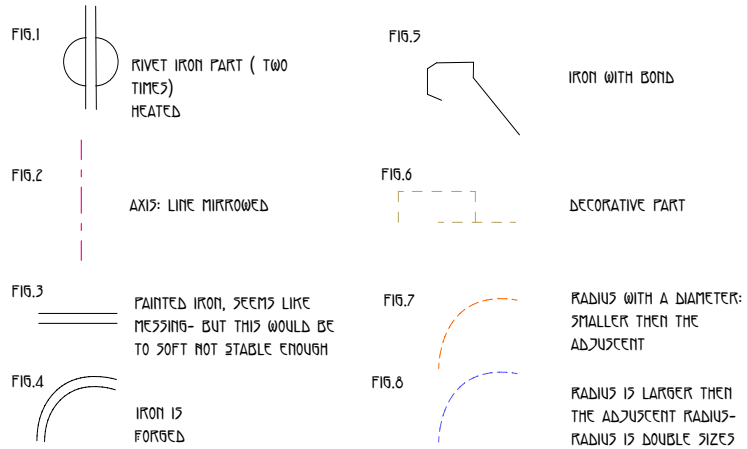 FIG.1
RIVET IRON PART ( TWO
TIMES)
HEATED
FIG.2
AXIS: LINE MIRROWED
FIG.3
PAINTED IRON, SEEMS LIKE
MESSING- BUT THIS WOULD BE
TO SOFT NOT STABLE ENOUGH
FIG.4
IRON IS
FORGED
FIG.5
IRON WITH BOND
FIG.6
DECORATIVE PART
FIG.7
RADIUS WITH A DIAMETER:
SMALLER THEN THE
ADJUSCENT
FIG.8
RADIUS IS LARGER THEN
THE ADJUSCENT RADIUS-
RADIUS IS DOUBLE SIZES